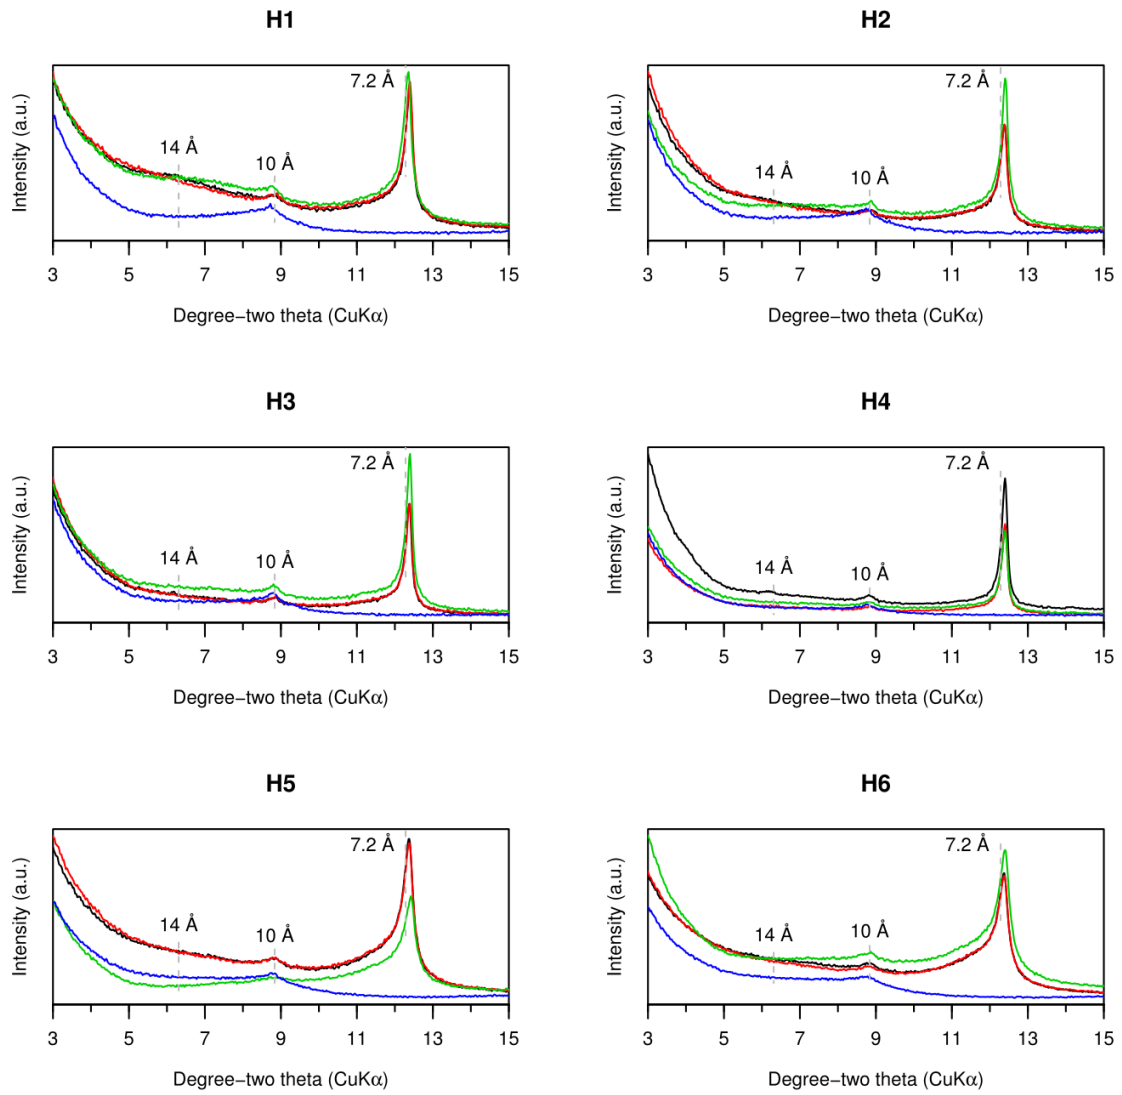 H1
7.2 Å
14 Å
10 Å
Intensity (a.u.)
3 5 7 9 11 13 15
Degree−two theta (CuKα)
H2
7.2 Å
14 Å
10 Å
Intensity (a.u.)
3 5 7 9 11 13 15
Degree−two theta (CuKα)
H3
7.2 Å
14 Å
10 Å
Intensity (a.u.)
3 5 7 9 11 13 15
Degree−two theta (CuKα)
H4
7.2 Å
14 Å
10 Å
Intensity (a.u.)
3 5 7 9 11 13 15
Degree−two theta (CuKα)
H5
7.2 Å
14 Å
10 Å
Intensity (a.u.)
3 5 7 9 11 13 15
Degree−two theta (CuKα)
H6
7.2 Å
14 Å
10 Å
Intensity (a.u.)
3 5 7 9 11 13 15
Degree−two theta (CuKα)